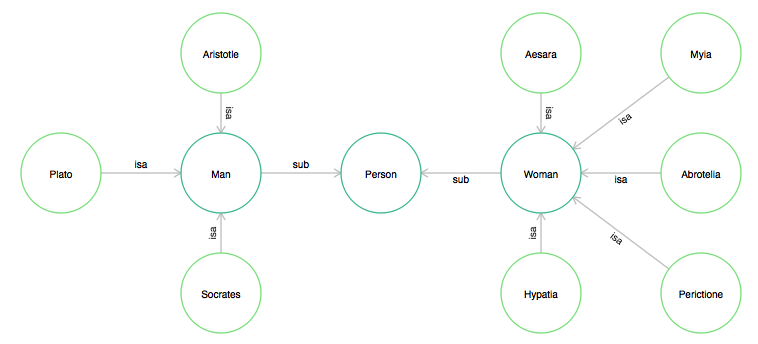 Aristotle
Aesara
Myia
isa
isa
isa
Plato
isa
Man
sub
Person
sub
Woman
isa
Abrotelia
isa
isa
isa
Socrates
Hypatia
Perictione